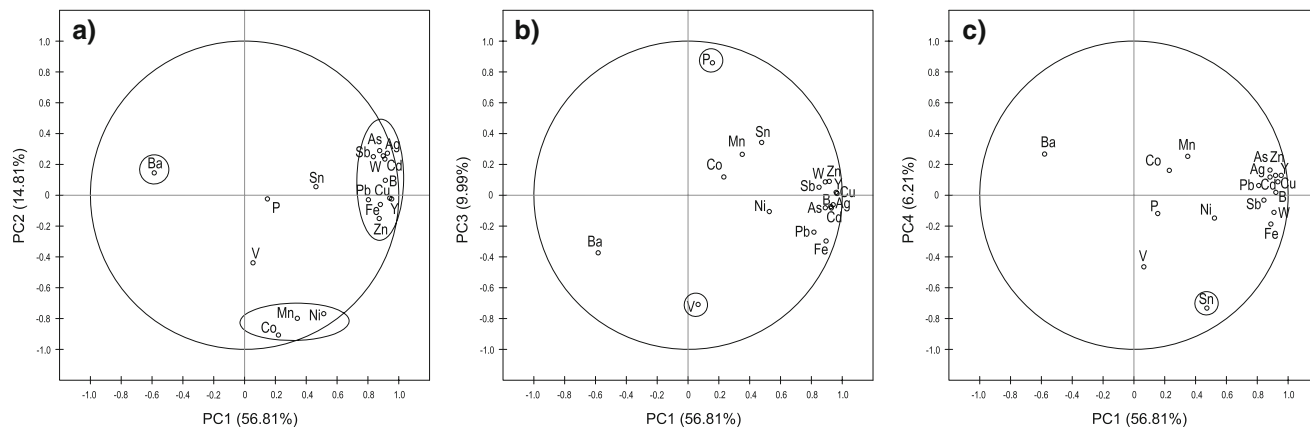 a)
PC2 (14.81%)
1.0
0.8
0.6
0.4
0.2
0.0
-0.2
-0.4
-0.6
-0.8
-1.0
As Ag
Sb
W Cd
Ba
Sn
B
Pb Cu
P
Fe Y
Zn
V
Mn Ni
Co
-1.0 -0.8 -0.6 -0.4 -0.2 0.0 0.2 0.4 0.6 0.8 1.0
PC1 (56.81%)
b)
PC3 (9.99%)
1.0
0.8
0.6
0.4
0.2
0.0
-0.2
-0.4
-0.6
-0.8
-1.0
P
Sn
Mn
Co
W Zn
Sb Y
Cu
B
Ni As Ag
Cd
Pb
Fe
Ba
V
-1.0 -0.8 -0.6 -0.4 -0.2 0.0 0.2 0.4 0.6 0.8 1.0
PC1 (56.81%)
c)
PC4 (6.21%)
1.0
0.8
0.6
0.4
0.2
0.0
-0.2
-0.4
-0.6
-0.8
-1.0
Ba
Mn
Co
As Zn
Y
Pb Cd Cu
B
Sb
P Ni W
Fe
V
Sn
-1.0 -0.8 -0.6 -0.4 -0.2 0.0 0.2 0.4 0.6 0.8 1.0
PC1 (56.81%)